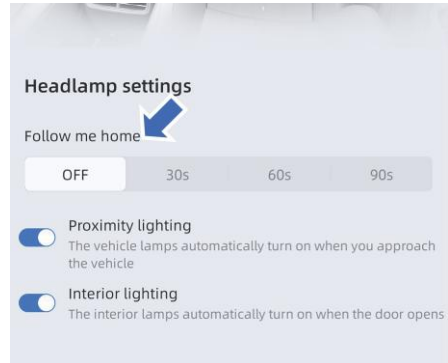 Headlamp settings
Follow me home
OFF 30s 60s 90s
Proximity lighting
The vehicle lamps automatically turn on when you approach
the vehicle
Interior lighting
The interior lamps automatically turn on when the door opens